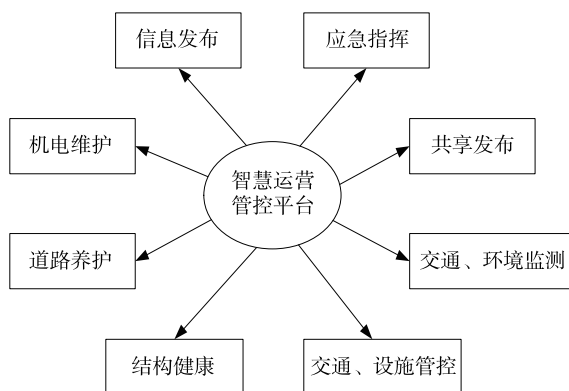 信息发布
应急指挥
机电维护
共享发布
智慧运营
管控平台
道路养护
交通、环境监测
结构健康
交通、设施管控